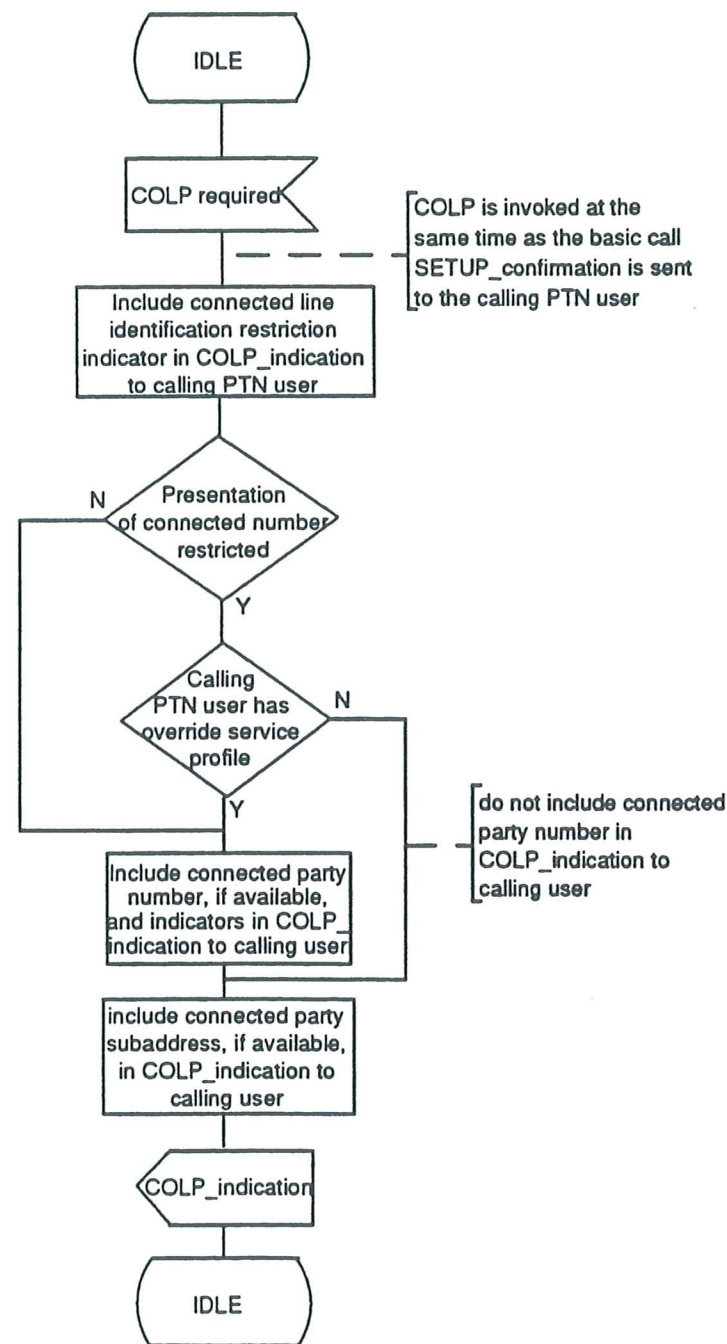 IDLE
COLP required
COLP is invoked at the
same time as the basic call
SETUP_confirmation is sent
to the calling PTN user
Include connected line
identification restriction
indicator in COLP_indication
to calling PTN user
N
Presentation
of connected number
restricted
Y
Calling
PTN user has
override service
profile
N
Y
do not include connected
party number in
COLP_indication to
calling user
Include connected party
number, if available,
and indicators in COLP_
indication to calling user
include connected party
subaddress, if available,
in COLP_indication to
calling user
COLP_indication
IDLE